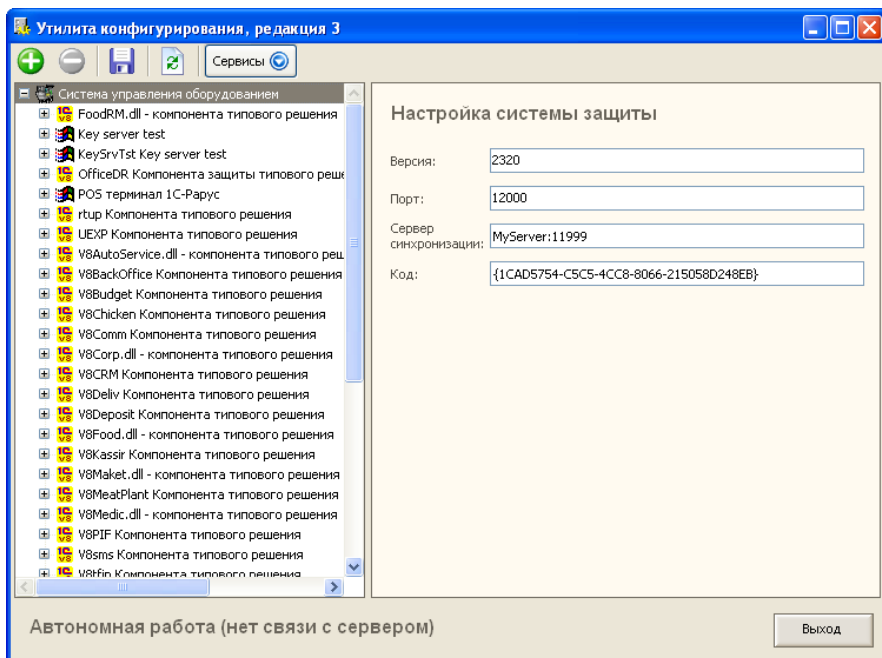 Утилита конфигурирования, редакция 3
Сервисы
Система управления оборудованием
FoodRM.dll - компонента типового решения
Key server test
KeySrvTst Key server test
OfficeDR Компонента защиты типового реше
POS терминал 1С-Рарус
rtup Компонента типового решения
UEXP Компонента типового решения
V8AutoService.dll - компонента типового реш
V8BackOffice Компонента типового решения
V8Budget Компонента типового решения
V8Chicken Компонента типового решения
V8Comm Компонента типового решения
V8Corp.dll - компонента типового решения
V8CRM Компонента типового решения
V8Deliv Компонента типового решения
V8Deposit Компонента типового решения
V8Food.dll - компонента типового решения
V8Kassir Компонента типового решения
V8Maket.dll - компонента типового решения
V8MeatPlant Компонента типового решения
V8Medic.dll - компонента типового решения
V8PIF Компонента типового решения
V8sms Компонента типового решения
V8tfin Компонента типового решения
Настройка системы защиты
Версия: 2320
Порт: 12000
Сервер
синхронизации: MyServer:11999
Код: {1CAD5754-C5C5-4CC8-8066-215058D248EB}
Автономная работа (нет связи с сервером)
Выход